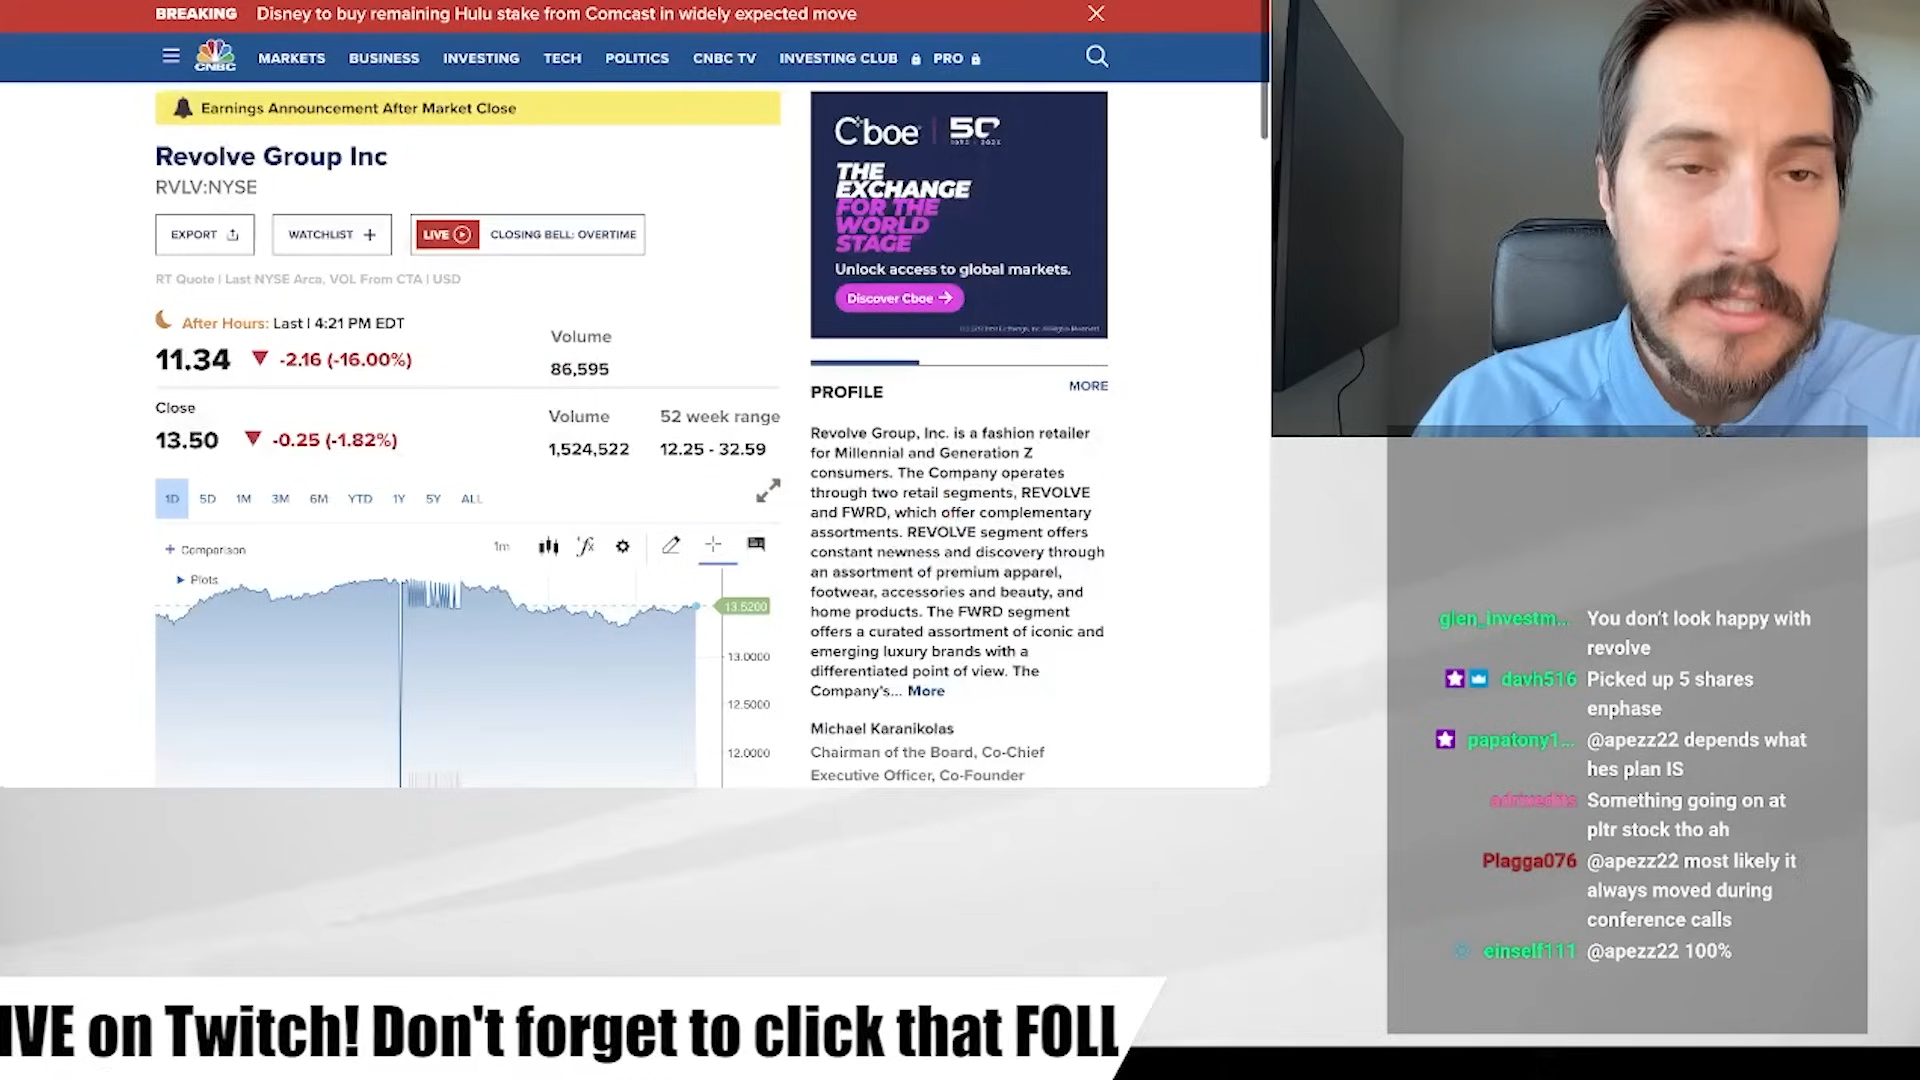 BREAKING Disney to buy remaining Hulu stake from Comcast in widely expected move
CNBC MARKETS BUSINESS INVESTING TECH POLITICS CNBC TV INVESTING CLUB PRO
Earnings Announcement After Market Close
Revolve Group Inc
RVLV:NYSE
EXPORT WATCHLIST + LIVE CLOSING BELL: OVERTIME
RT Quote | Last NYSE Arca, VOL From CTA | USD
After Hours: Last | 4:21 PM EDT
11.34 ▼ -2.16 (-16.00%)
Volume
86,595
Close
13.50 ▼ -0.25 (-1.82%)
Volume
1,524,522
52 week range
12.25 - 32.59
1D 5D 1M 3M 6M YTD 1Y 5Y ALL
+ Comparison
1m
Plots
13.5200
13.0000
12.5000
12.0000
Cboe | 50
THE
EXCHANGE
FOR THE
WORLD
STAGE
Unlock access to global markets.
Discover Cboe →
PROFILE
MORE
Revolve Group, Inc. is a fashion retailer
for Millennial and Generation Z
consumers. The Company operates
through two retail segments, REVOLVE
and FWRD, which offer complementary
assortments. REVOLVE segment offers
constant newness and discovery through
an assortment of premium apparel,
footwear, accessories and beauty, and
home products. The FWRD segment
offers a curated assortment of iconic and
emerging luxury brands with a
differentiated point of view. The
Company's... More
Michael Karanikolas
Chairman of the Board, Co-Chief
Executive Officer, Co-Founder
glen_investm... You don't look happy with
revolve
davh516 Picked up 5 shares
enphase
papatony1... @apezz22 depends what
hes plan IS
adrixedits Something going on at
pltr stock tho ah
Plagga076 @apezz22 most likely it
always moved during
conference calls
einself111 @apezz22 100%
IVE on Twitch! Don't forget to click that FOLL